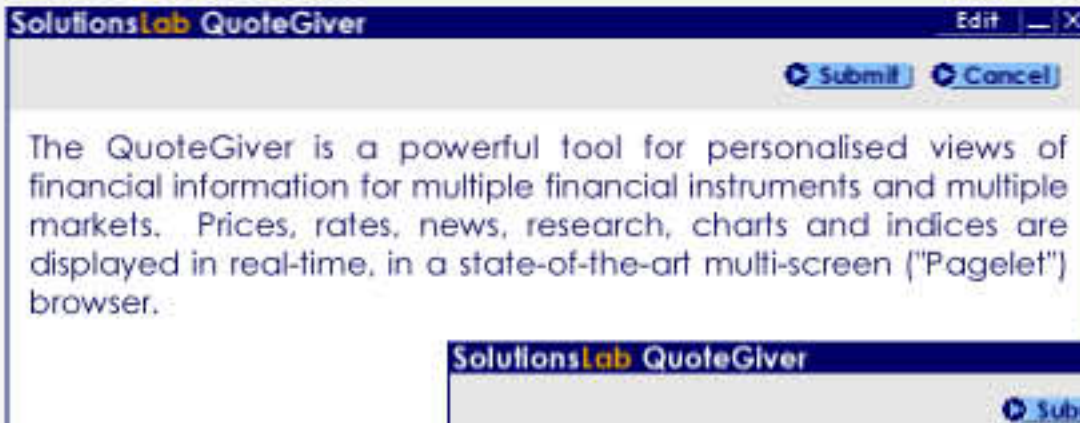 SolutionsLab QuoteGiver Edit
Submit Cancel
The QuoteGiver is a powerful tool for personalised views of
financial information for multiple financial instruments and multiple
markets. Prices, rates, news, research, charts and indices are
displayed in real-time, in a state-of-the-art multi-screen ("Pagelet")
browser.
SolutionsLab QuoteGiver
Sub